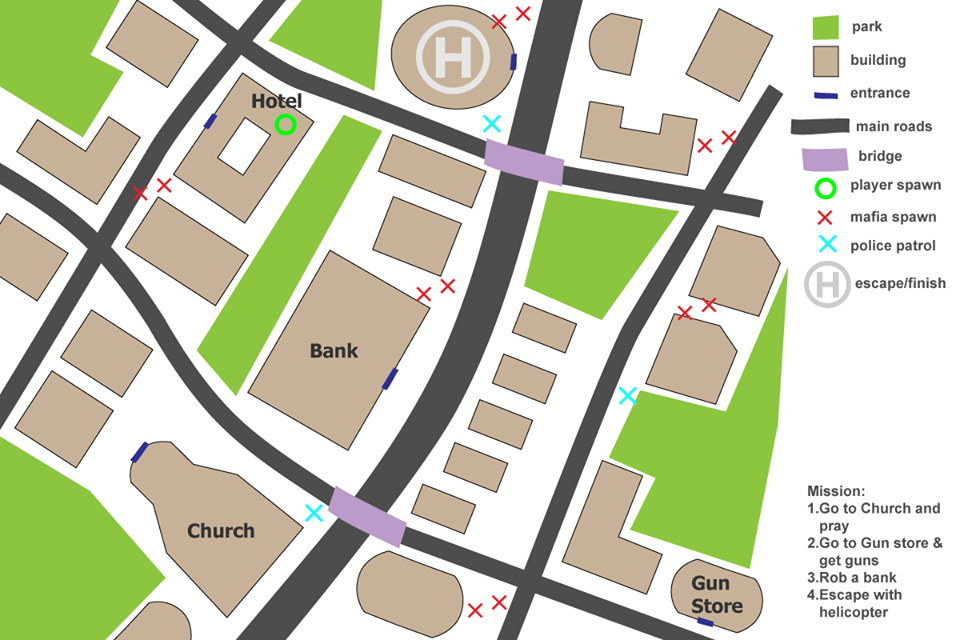 H
Hotel
Bank
Church
Gun
Store
park
building
entrance
main roads
bridge
player spawn
mafia spawn
police patrol
H
escape/finish
Mission:
1.Go to Church and
pray
2.Go to Gun store &
get guns
3.Rob a bank
4.Escape with
helicopter